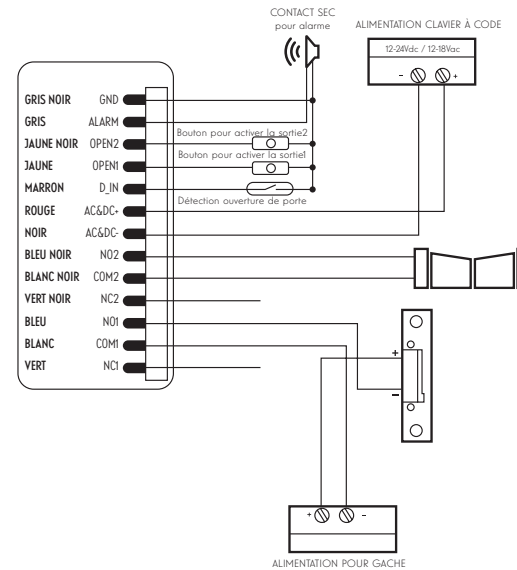 CONTACT SEC
pour alarme
ALIMENTATION CLAVIER À CODE
12-24Vdc / 12-18Vac
- +
GRIS NOIR GND
GRIS ALARM
Bouton pour activer la sortie2
JAUNE NOIR OPEN2
Bouton pour activer la sortie1
JAUNE OPEN1
MARRON D_IN
Détection ouverture de porte
ROUGE AC&DC+
NOIR AC&DC-
BLEU NOIR NO2
BLANC NOIR COM2
VERT NOIR NC2
BLEU NO1
BLANC COM1
VERT NC1
+
-
+ -
ALIMENTATION POUR GACHE